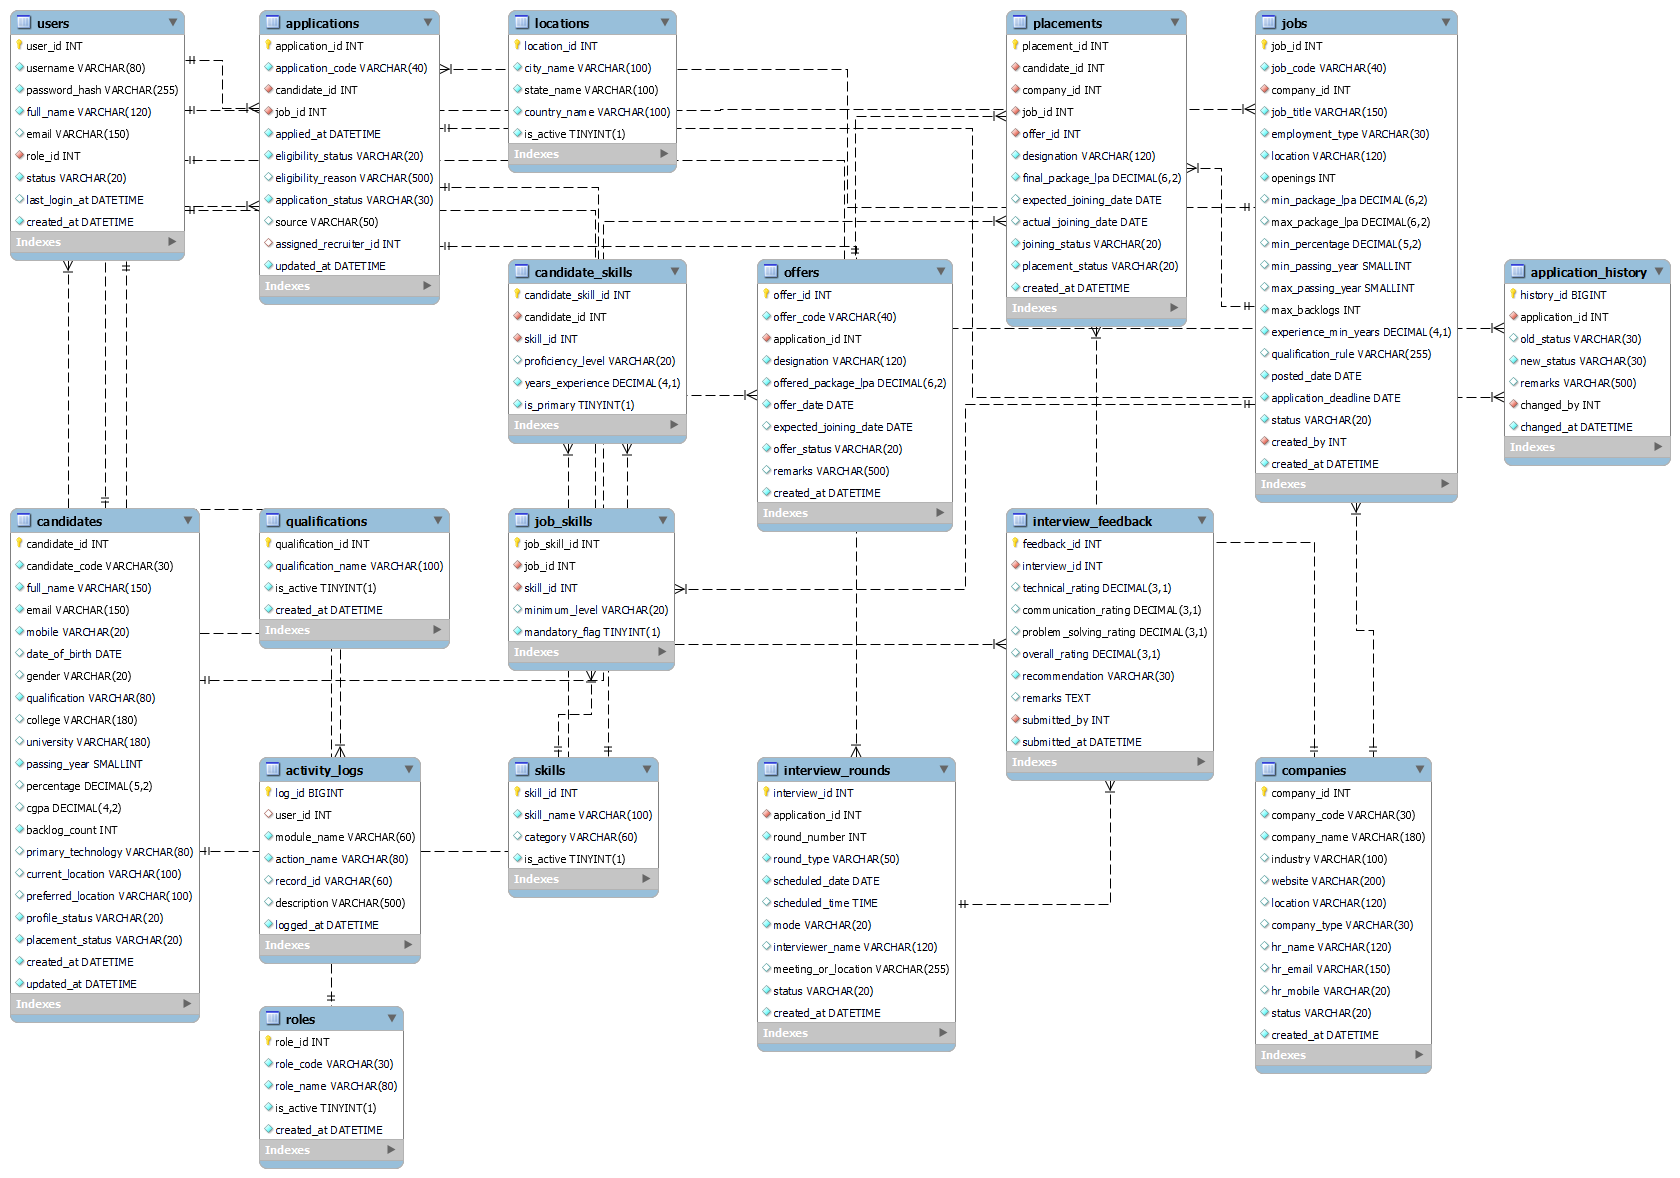 users
user_id INT
username VARCHAR(80)
password_hash VARCHAR(255)
full_name VARCHAR(120)
email VARCHAR(150)
role_id INT
status VARCHAR(20)
last_login_at DATETIME
created_at DATETIME
Indexes
applications
application_id INT
application_code VARCHAR(40)
candidate_id INT
job_id INT
applied_at DATETIME
eligibility_status VARCHAR(20)
eligibility_reason VARCHAR(500)
application_status VARCHAR(30)
source VARCHAR(50)
assigned_recruiter_id INT
updated_at DATETIME
Indexes
locations
location_id INT
city_name VARCHAR(100)
state_name VARCHAR(100)
country_name VARCHAR(100)
is_active TINYINT(1)
Indexes
placements
placement_id INT
candidate_id INT
company_id INT
job_id INT
offer_id INT
designation VARCHAR(120)
final_package_lpa DECIMAL(6,2)
expected_joining_date DATE
actual_joining_date DATE
joining_status VARCHAR(20)
placement_status VARCHAR(20)
created_at DATETIME
Indexes
jobs
job_id INT
job_code VARCHAR(40)
company_id INT
job_title VARCHAR(150)
employment_type VARCHAR(30)
location VARCHAR(120)
openings INT
min_package_lpa DECIMAL(6,2)
max_package_lpa DECIMAL(6,2)
min_percentage DECIMAL(5,2)
min_passing_year SMALLINT
max_passing_year SMALLINT
max_backlogs INT
experience_min_years DECIMAL(4,1)
qualification_rule VARCHAR(255)
posted_date DATE
application_deadline DATE
status VARCHAR(20)
created_by INT
created_at DATETIME
Indexes
candidate_skills
candidate_skill_id INT
candidate_id INT
skill_id INT
proficiency_level VARCHAR(20)
years_experience DECIMAL(4,1)
is_primary TINYINT(1)
Indexes
offers
offer_id INT
offer_code VARCHAR(40)
application_id INT
designation VARCHAR(120)
offered_package_lpa DECIMAL(6,2)
offer_date DATE
expected_joining_date DATE
offer_status VARCHAR(20)
remarks VARCHAR(500)
created_at DATETIME
Indexes
application_history
history_id BIGINT
application_id INT
old_status VARCHAR(30)
new_status VARCHAR(30)
remarks VARCHAR(500)
changed_by INT
changed_at DATETIME
Indexes
candidates
candidate_id INT
candidate_code VARCHAR(30)
full_name VARCHAR(150)
email VARCHAR(150)
mobile VARCHAR(20)
date_of_birth DATE
gender VARCHAR(20)
qualification VARCHAR(80)
college VARCHAR(180)
university VARCHAR(180)
passing_year SMALLINT
percentage DECIMAL(5,2)
cgpa DECIMAL(4,2)
backlog_count INT
primary_technology VARCHAR(80)
current_location VARCHAR(100)
preferred_location VARCHAR(100)
profile_status VARCHAR(20)
placement_status VARCHAR(20)
created_at DATETIME
updated_at DATETIME
Indexes
qualifications
qualification_id INT
qualification_name VARCHAR(100)
is_active TINYINT(1)
created_at DATETIME
Indexes
job_skills
job_skill_id INT
job_id INT
skill_id INT
minimum_level VARCHAR(20)
mandatory_flag TINYINT(1)
Indexes
interview_feedback
feedback_id INT
interview_id INT
technical_rating DECIMAL(3,1)
communication_rating DECIMAL(3,1)
problem_solving_rating DECIMAL(3,1)
overall_rating DECIMAL(3,1)
recommendation VARCHAR(30)
remarks TEXT
submitted_by INT
submitted_at DATETIME
Indexes
activity_logs
log_id BIGINT
user_id INT
module_name VARCHAR(60)
action_name VARCHAR(80)
record_id VARCHAR(60)
description VARCHAR(500)
logged_at DATETIME
Indexes
skills
skill_id INT
skill_name VARCHAR(100)
category VARCHAR(60)
is_active TINYINT(1)
Indexes
interview_rounds
interview_id INT
application_id INT
round_number INT
round_type VARCHAR(50)
scheduled_date DATE
scheduled_time TIME
mode VARCHAR(20)
interviewer_name VARCHAR(120)
meeting_or_location VARCHAR(255)
status VARCHAR(20)
created_at DATETIME
Indexes
companies
company_id INT
company_code VARCHAR(30)
company_name VARCHAR(180)
industry VARCHAR(100)
website VARCHAR(200)
location VARCHAR(120)
company_type VARCHAR(30)
hr_name VARCHAR(120)
hr_email VARCHAR(150)
hr_mobile VARCHAR(20)
status VARCHAR(20)
created_at DATETIME
Indexes
roles
role_id INT
role_code VARCHAR(30)
role_name VARCHAR(80)
is_active TINYINT(1)
created_at DATETIME
Indexes